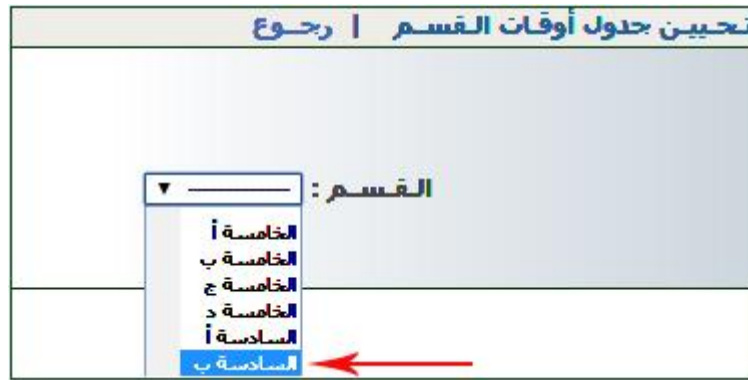 تحيين جدول أوقات القسم | رجوع
القسم :
الخامسة أ
الخامسة ب
الخامسة ج
الخامسة د
السادسة أ
السادسة ب